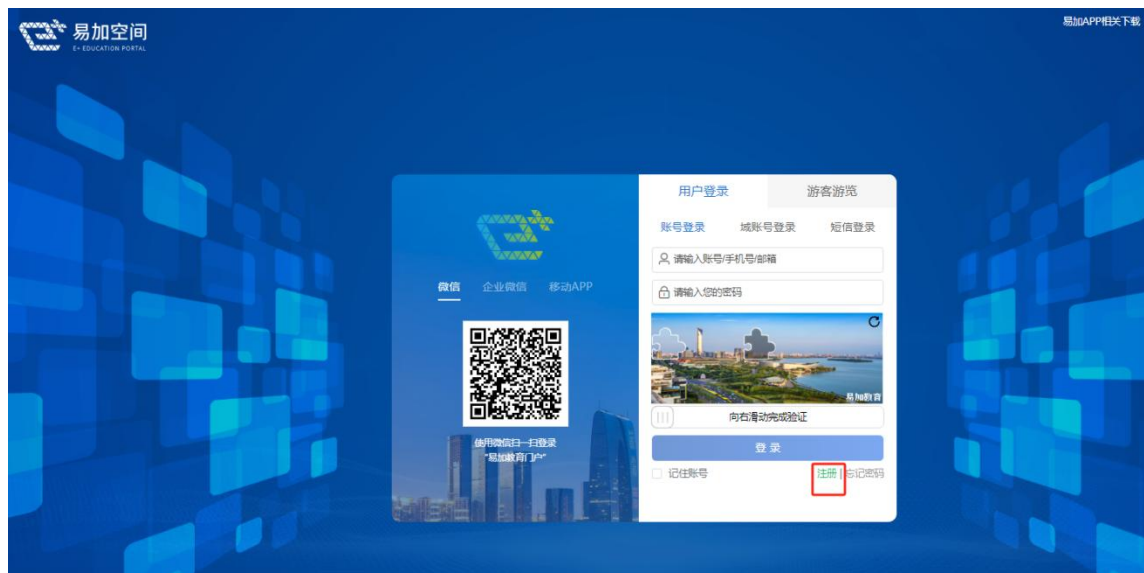 易加空间
E+ EDUCATION PORTAL
易加APP相关下载
微信 企业微信 移动APP
使用微信扫一扫登录
"易加教育门户"
用户登录 游客游览
账号登录 域账号登录 短信登录
请输入账号/手机号/邮箱
请输入您的密码
易加教育
向右滑动完成验证
登 录
记住账号 注册 | 忘记密码